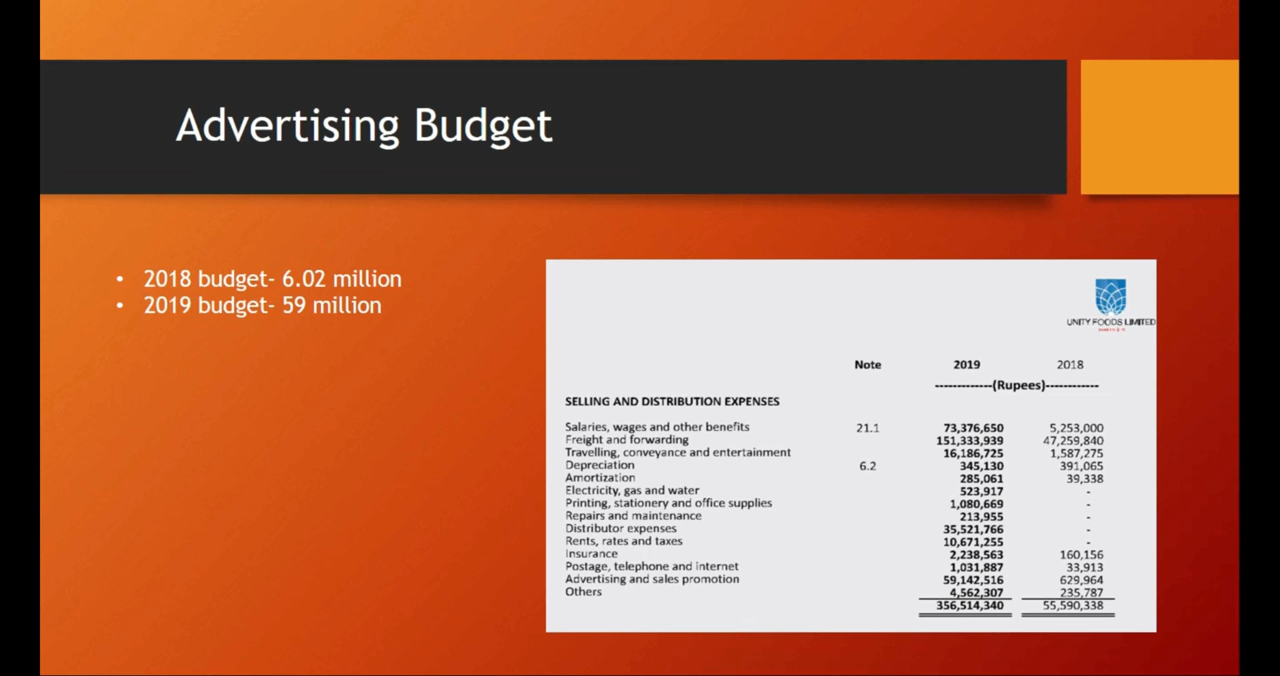 Advertising Budget
• 2018 budget- 6.02 million
• 2019 budget- 59 million
UNITY FOODS LIMITED
Note 2019 2018
-------------(Rupees)------------
SELLING AND DISTRIBUTION EXPENSES
Salaries, wages and other benefits 21.1 73,376,650 5,253,000
Freight and forwarding 151,333,939 47,259,840
Travelling, conveyance and entertainment 16,186,725 1,587,275
Depreciation 6.2 345,130 391,065
Amortization 285,061 39,338
Electricity, gas and water 523,917 -
Printing, stationery and office supplies 1,080,669 -
Repairs and maintenance 213,955 -
Distributor expenses 35,521,766 -
Rents, rates and taxes 10,671,255 -
Insurance 2,238,563 160,156
Postage, telephone and internet 1,031,887 33,913
Advertising and sales promotion 59,142,516 629,964
Others 4,562,307 235,787
356,514,340 55,590,338